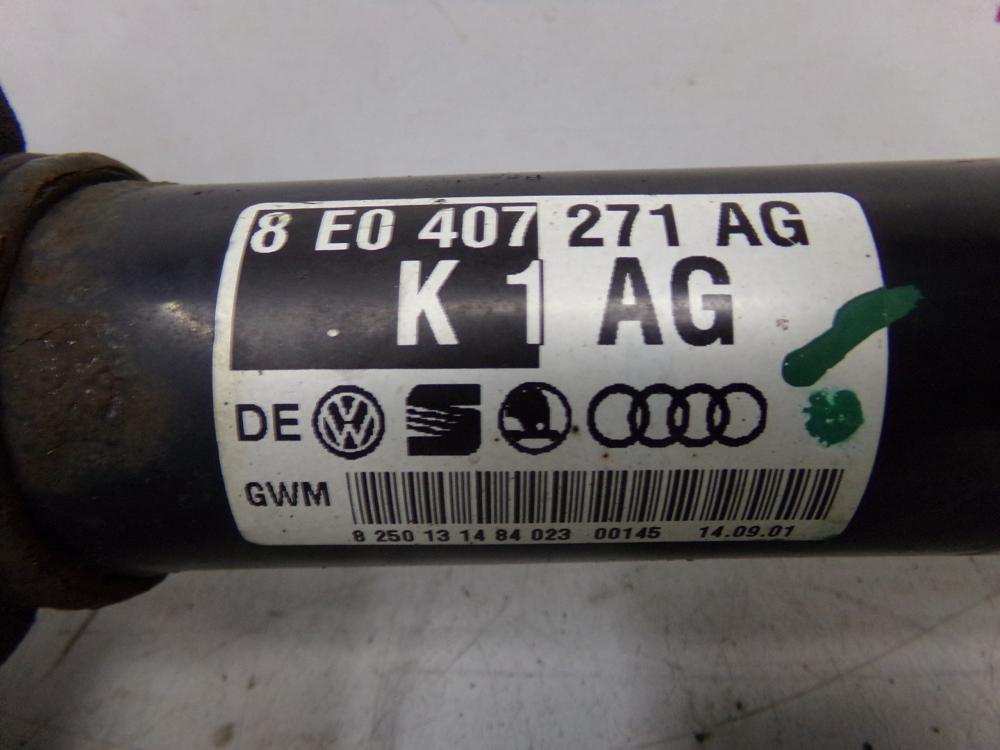 8 E0 407 271 AG
K 1 AG
DE
GWM
8 250 13 14 84 023 00145 14.09.01